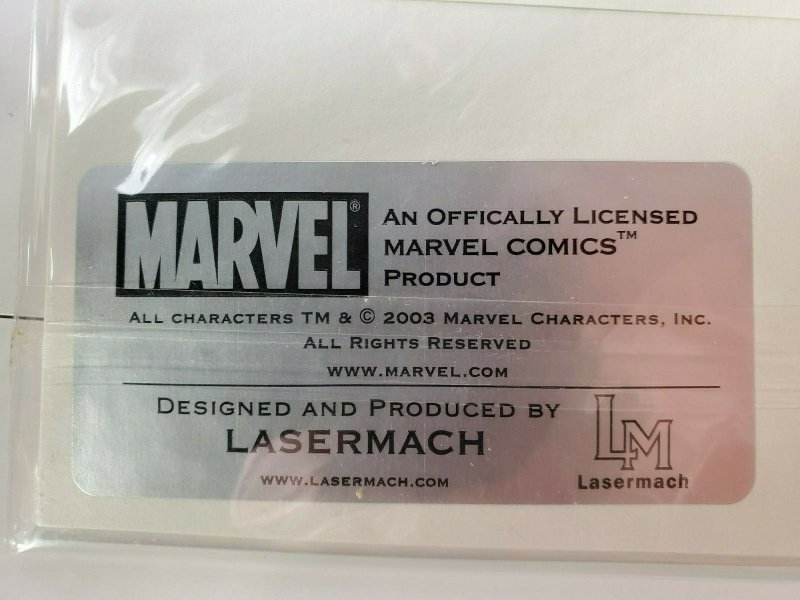 MARVEL®
AN OFFICALLY LICENSED
MARVEL COMICS™
PRODUCT
ALL CHARACTERS TM & © 2003 MARVEL CHARACTERS, INC.
ALL RIGHTS RESERVED
WWW.MARVEL.COM
DESIGNED AND PRODUCED BY
LASERMACH
WWW.LASERMACH.COM
LM
Lasermach